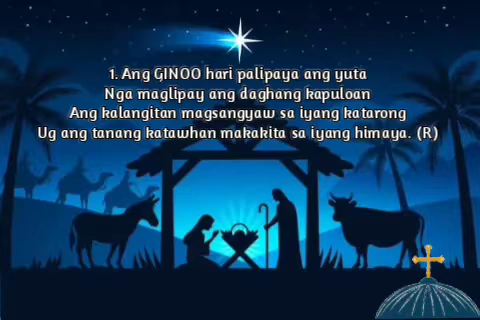 1. Ang GINOO hari palipaya ang yuta
Nga maglipay ang daghang kapuloan
Ang kalangitan magsangyaw sa iyang katarong
Ug ang tanang katawhan makakita sa iyang himaya. (R)